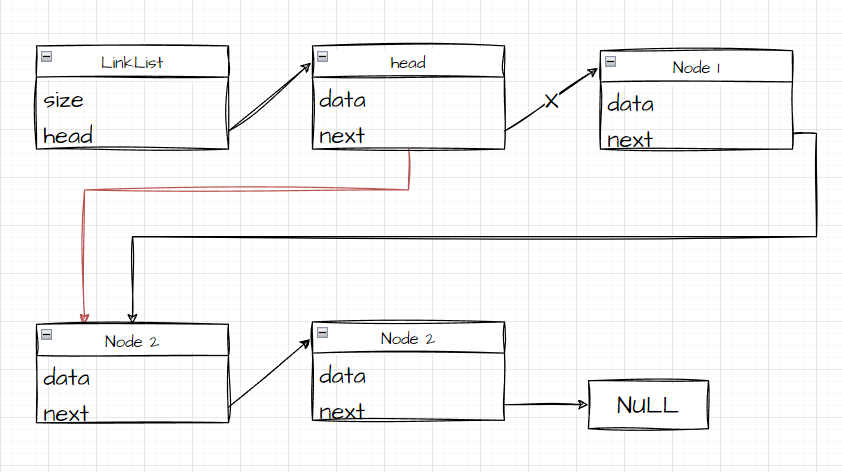 LinkList
size
head
head
data
next
X
Node 1
data
next
Node 2
data
next
Node 2
data
next
NULL